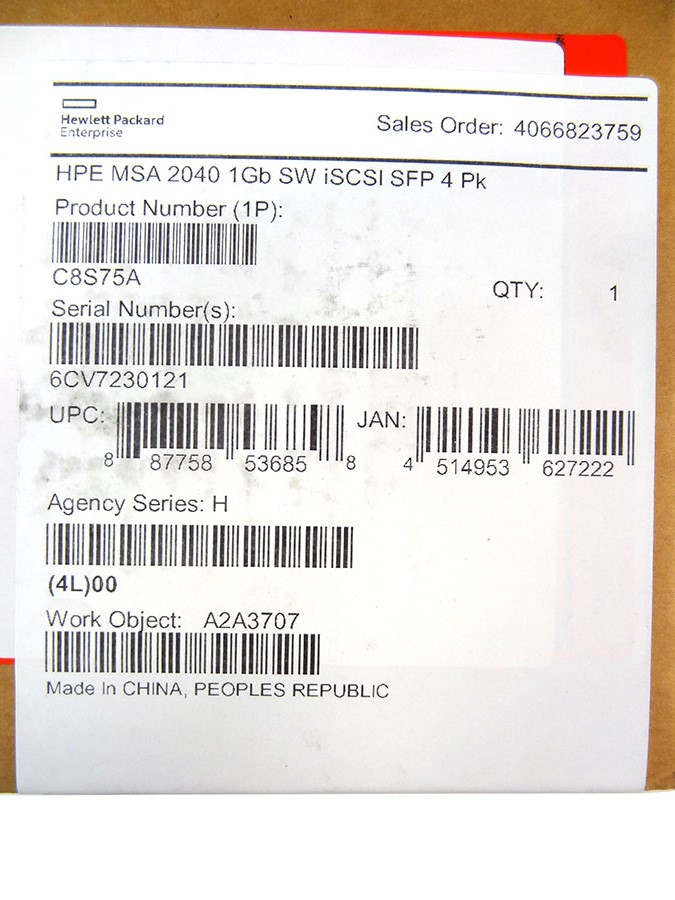 Hewlett Packard
Enterprise
Sales Order: 4066823759
HPE MSA 2040 1Gb SW iSCSI SFP 4 Pk
Product Number (1P):
C8S75A
QTY: 1
Serial Number(s):
6CV7230121
UPC: 8 87758 53685 8
JAN: 4 514953 627222
Agency Series: H
(4L)00
Work Object: A2A3707
Made In CHINA, PEOPLES REPUBLIC